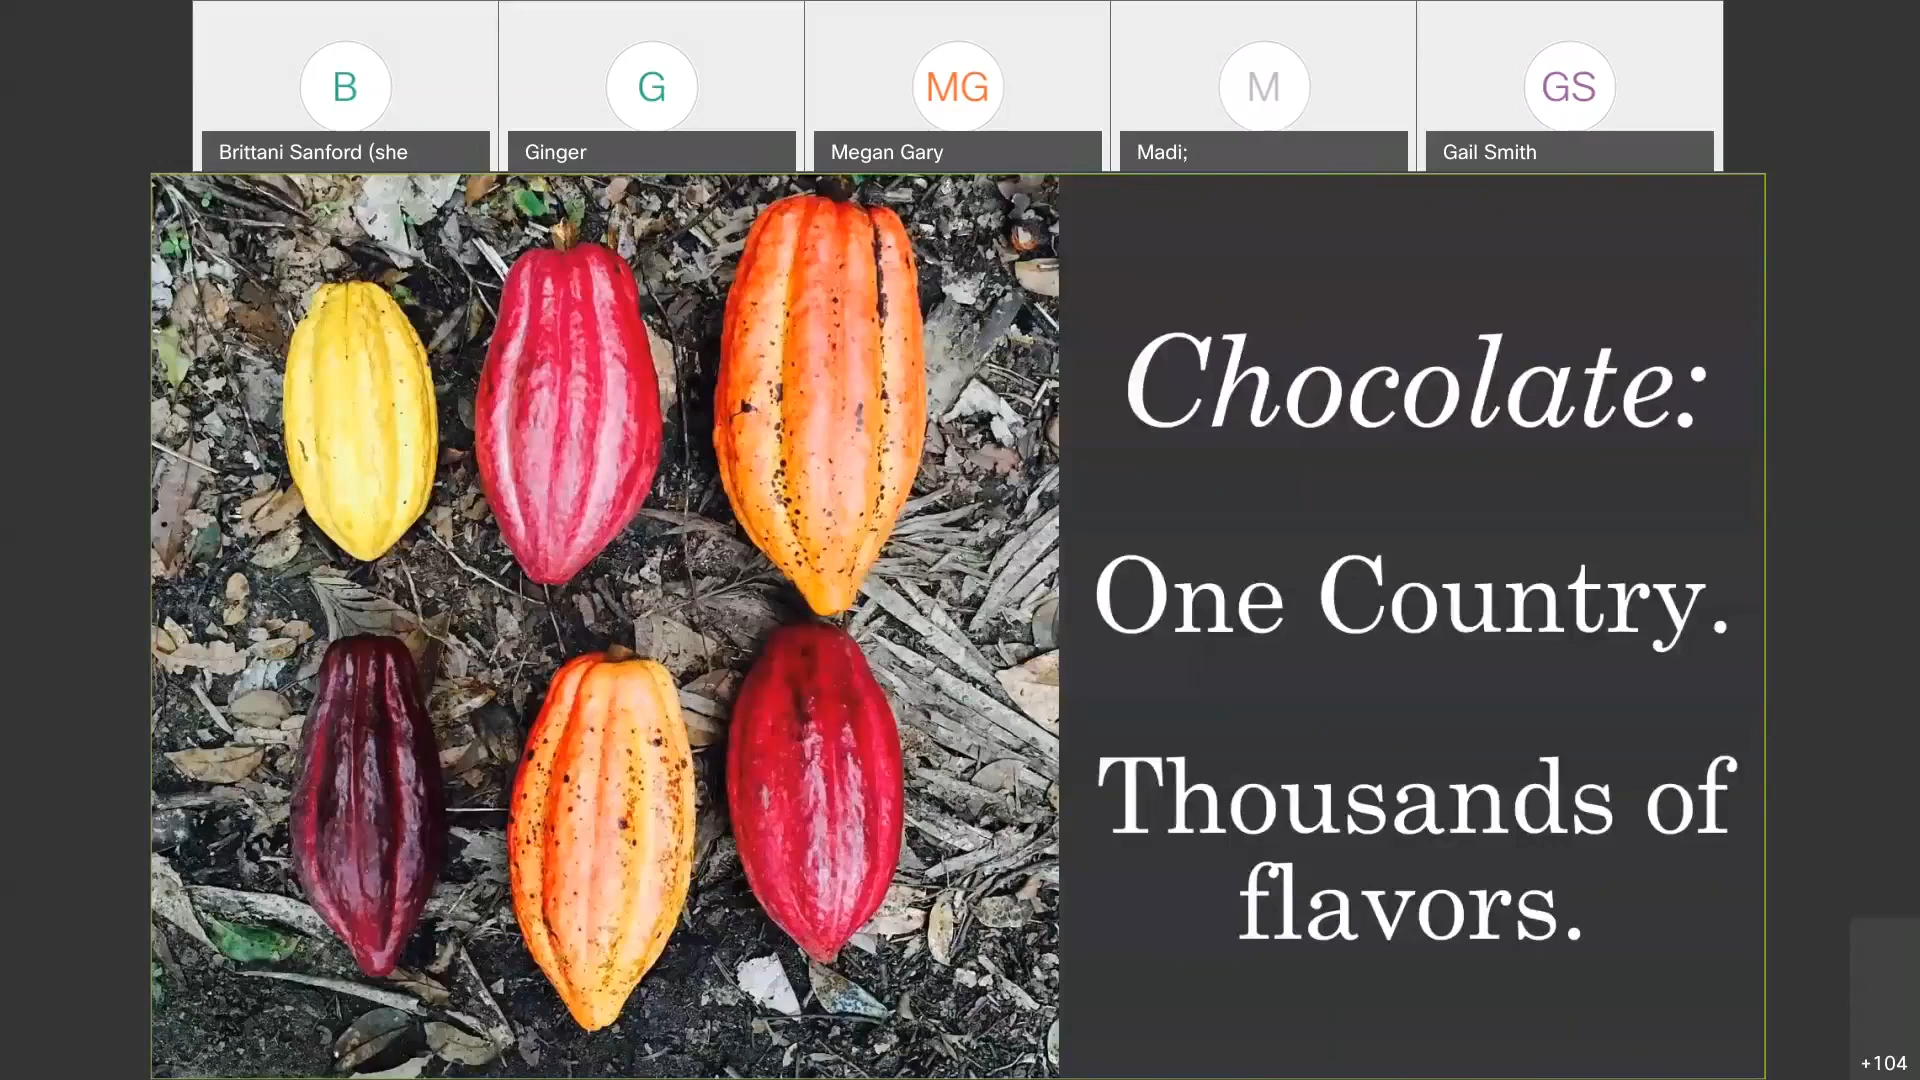 B
G
MG
M
GS
Brittani Sanford (she
Ginger
Megan Gary
Madi;
Gail Smith
Chocolate:
One Country.
Thousands of
flavors.
+104